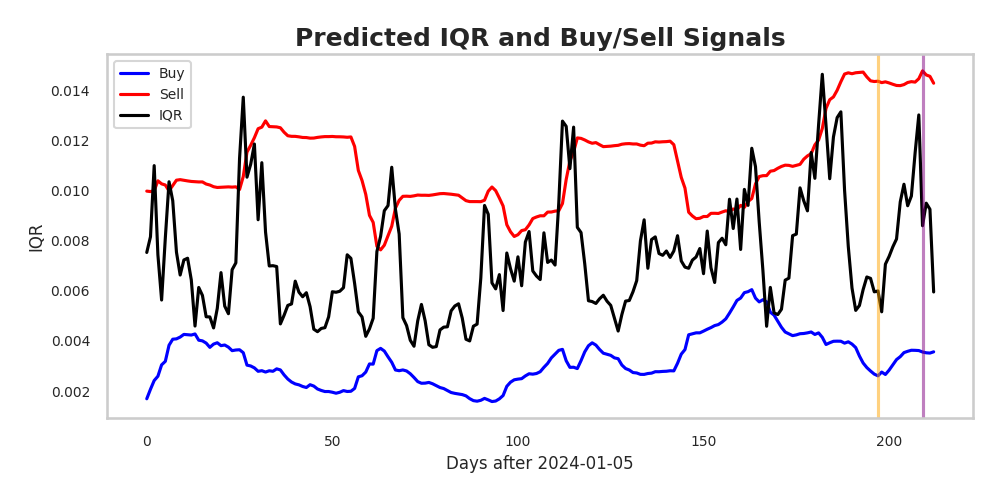 Predicted IQR and Buy/Sell Signals
Buy
Sell
IQR
0.014
0.012
0.010
0.008
0.006
0.004
0.002
IQR
0 50 100 150 200
Days after 2024-01-05